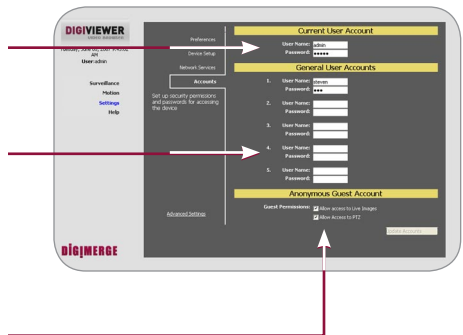 DIGIVIEWER
Tuesday, June 05, 2007 9:45:02
AM
User:admin
Surveillance
Motion
Settings
Help
DIGIMERGE
Preferences
Device Setup
Network Services
Accounts
Set up security permissions
and passwords for accessing
the device
Advanced Settings
Current User Account
User Name: admin
Password: •••••
General User Accounts
1. User Name: steven
Password: •••
2. User Name:
Password:
3. User Name:
Password:
4. User Name:
Password:
5. User Name:
Password:
Anonymous Guest Account
Guest Permissions: Allow access to Live Images
Allow Access to PTZ
Update Accounts